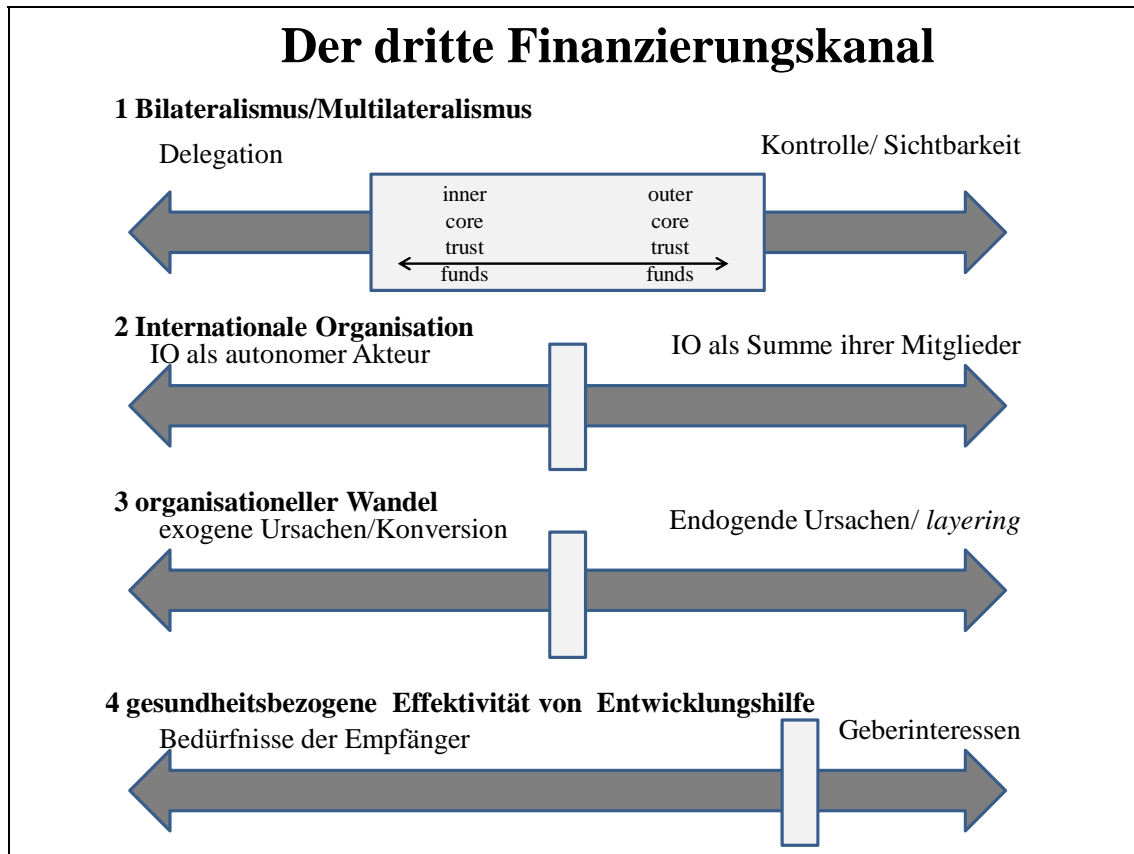 Der dritte Finanzierungskanal
1 Bilateralismus/Multilateralismus
Delegation
Kontrolle/ Sichtbarkeit
inner
core
trust
funds
outer
core
trust
funds
2 Internationale Organisation
IO als autonomer Akteur
IO als Summe ihrer Mitglieder
3 organisationeller Wandel
exogene Ursachen/Konversion
Endogende Ursachen/ layering
4 gesundheitsbezogene Effektivität von Entwicklungshilfe
Bedürfnisse der Empfänger
Geberinteressen